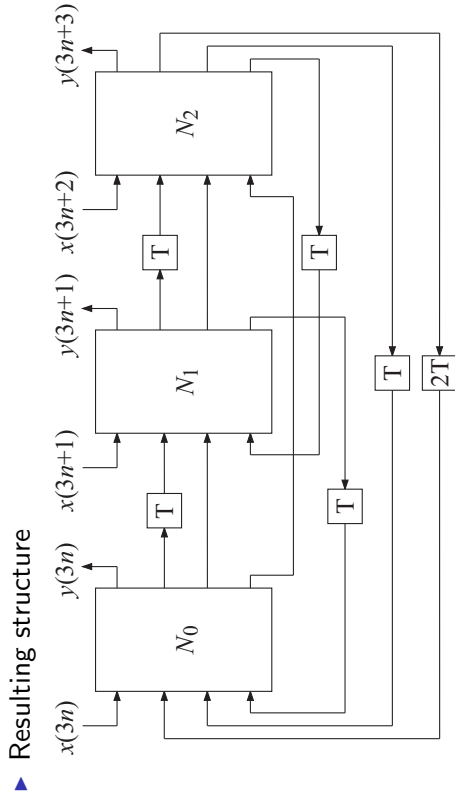 ▶ Resulting structure
x(3n) y(3n) x(3n+1) y(3n+1) x(3n+2) y(3n+3)
N0 T N1 T N2
T T
T
2T